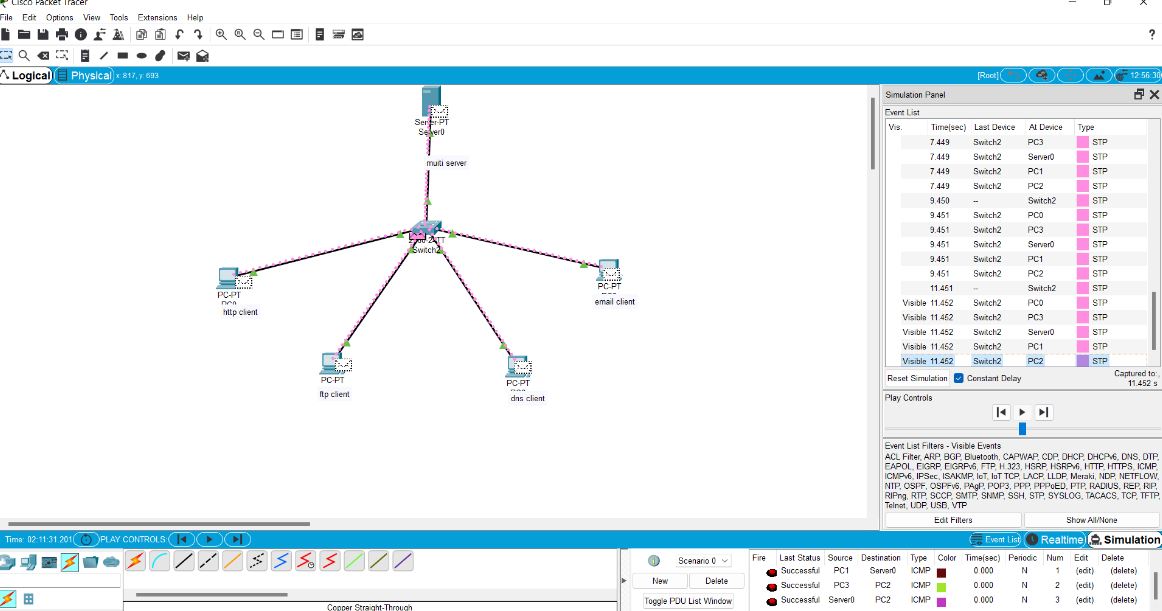 Cisco Packet Tracer
File Edit Options View Tools Extensions Help
?
Logical Physical x: 817, y: 693 [Root] 12:56:30
Simulation Panel
Event List
Vis. Time(sec) Last Device At Device Type
7.449 Switch2 PC3 STP
7.449 Switch2 Server0 STP
7.449 Switch2 PC1 STP
7.449 Switch2 PC2 STP
9.450 -- Switch2 STP
9.451 Switch2 PC0 STP
9.451 Switch2 PC3 STP
9.451 Switch2 Server0 STP
9.451 Switch2 PC1 STP
9.451 Switch2 PC2 STP
11.451 -- Switch2 STP
Visible 11.452 Switch2 PC0 STP
Visible 11.452 Switch2 PC3 STP
Visible 11.452 Switch2 Server0 STP
Visible 11.452 Switch2 PC1 STP
Visible 11.452 Switch2 PC2 STP
Reset Simulation Constant Delay Captured to:
11.452 s
Play Controls
Event List Filters - Visible Events
ACL Filter, ARP, BGP, Bluetooth, CAPWAP, CDP, DHCP, DHCPv6, DNS, DTP,
EAPOL, EIGRP, EIGRPv6, FTP, H.323, HSRP, HSRPv6, HTTP, HTTPS, ICMP,
ICMPv6, IPSec, ISAKMP, IoT, IoT TCP, LACP, LLDP, Meraki, NDP, NETFLOW,
NTP, OSPF, OSPFv6, PAgP, POP3, PPP, PPPoED, PTP, RADIUS, REP, RIP,
RIPng, RTP, SCCP, SMTP, SNMP, SSH, STP, SYSLOG, TACACS, TCP, TFTP,
Telnet, UDP, USB, VTP
Edit Filters Show All/None
Server-PT
Server0
multi server
Switch2
PC-PT
http client
PC-PT
ftp client
PC-PT
dns client
PC-PT
email client
Time: 02:11:31.201 PLAY CONTROLS: Event List Realtime Simulation
Copper Straight-Through
Scenario 0
New Delete
Toggle PDU List Window
Fire Last Status Source Destination Type Color Time(sec) Periodic Num Edit Delete
Successful PC1 Server0 ICMP 0.000 N 1 (edit) (delete)
Successful PC3 PC2 ICMP 0.000 N 2 (edit) (delete)
Successful Server0 PC2 ICMP 0.000 N 3 (edit) (delete)